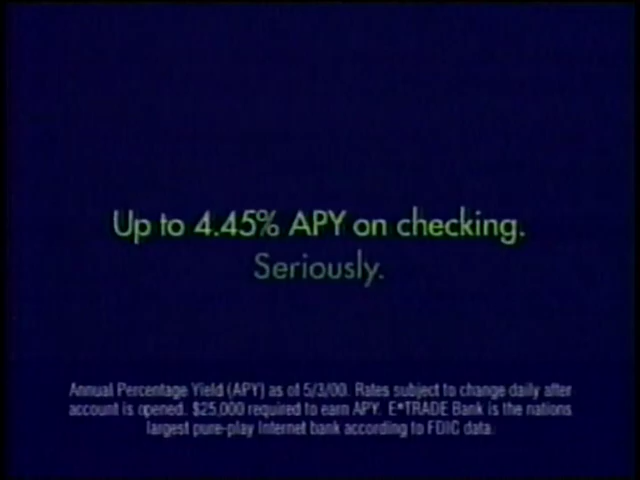 Up to 4.45% APY on checking.
Seriously.
Annual Percentage Yield (APY) as of 5/3/00. Rates subject to change daily after
account is opened. $25,000 required to earn APY. E*TRADE Bank is the nations
largest pure-play Internet bank according to FDIC data.